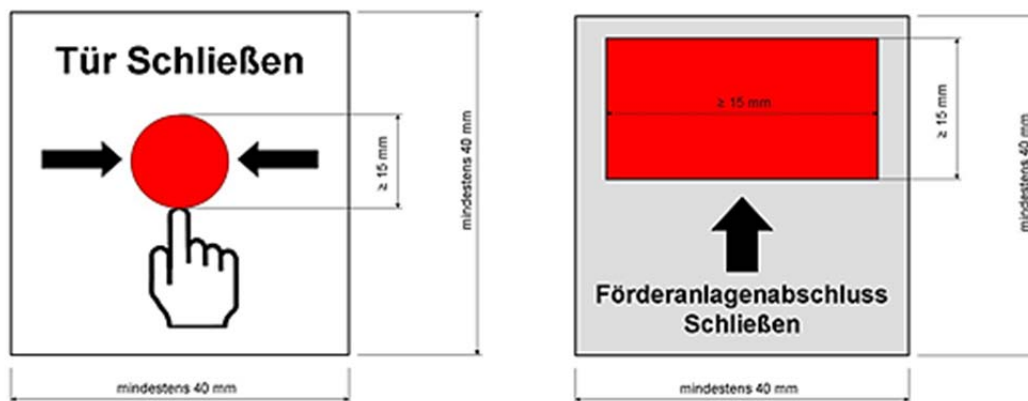 Tür Schließen
≥ 15 mm
mindestens 40 mm
mindestens 40 mm
≥ 15 mm
≥ 15 mm
mindestens 40 mm
Förderanlagenabschluss
Schließen
mindestens 40 mm